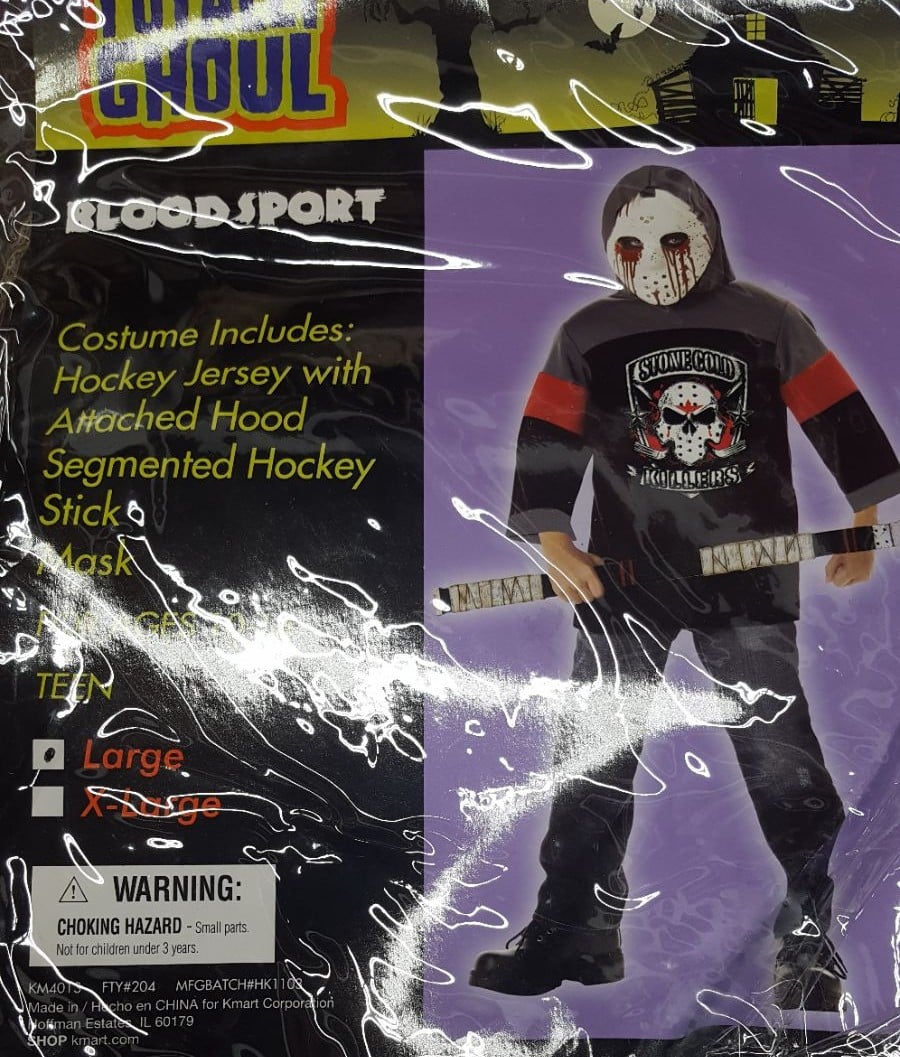 TOTALLY
GHOUL
BLOODSPORT
Costume Includes:
Hockey Jersey with
Attached Hood
Segmented Hockey
Stick
Mask
TEEN
Large
X-Large
STONE COLD
KILLERS
WARNING:
CHOKING HAZARD - Small parts.
Not for children under 3 years.
FTY#204 MFGBATCH#HK1103
Made in / Hecho en CHINA for Kmart Corporation
Hoffman Estates, IL 60179
SHOP kmart.com